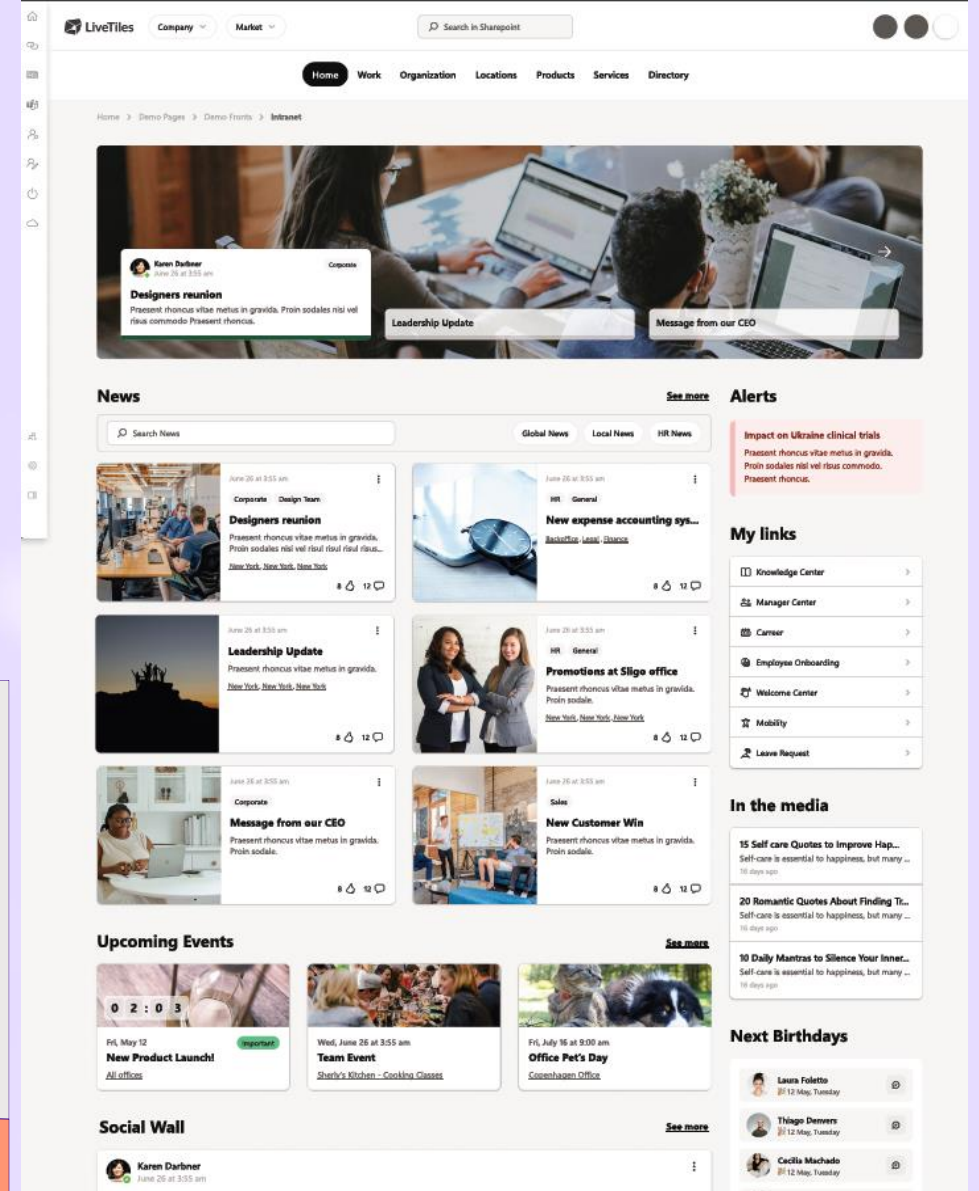 LiveTiles
Company
Market
Search in Sharepoint
Home Work Organization Locations Products Services Directory
Home > Demo Pages > Demo Fronts > Intranet
Karen Darbner
June 26 at 3:55 am
Corporate
Designers reunion
Praesent rhoncus vitae metus in gravida. Proin sodales nisi vel
risus commodo Praesent rhoncus.
Leadership Update
Message from our CEO
News
See more
Search News
Global News Local News HR News
June 26 at 3:55 am
Corporate Design Team
Designers reunion
Praesent rhoncus vitae metus in gravida.
Proin sodales nisi vel risul risul risul risus...
New York, New York, New York
8 12
June 26 at 3:55 am
HR General
New expense accounting sys...
Backoffice, Legal, Finance
8 12
June 26 at 3:55 am
Leadership Update
Praesent rhoncus vitae metus in gravida.
New York, New York, New York
8 12
June 26 at 3:55 am
HR General
Promotions at Sligo office
Praesent rhoncus vitae metus in gravida.
Proin sodale.
New York, New York, New York
8 12
June 26 at 3:55 am
Corporate
Message from our CEO
Praesent rhoncus vitae metus in gravida.
Proin sodale.
8 12
June 26 at 3:55 am
Sales
New Customer Win
Praesent rhoncus vitae metus in gravida.
Proin sodale.
8 12
Upcoming Events
See more
02:03
Fri, May 12
Important
New Product Launch!
All offices
Wed, June 26 at 3:55 am
Team Event
Sherly's Kitchen - Cooking Classes
Fri, July 16 at 9:00 am
Office Pet's Day
Copenhagen Office
Social Wall
See more
Karen Darbner
June 26 at 3:55 am
Alerts
Impact on Ukraine clinical trials
Praesent rhoncus vitae metus in gravida.
Proin sodales nisl vel risus commodo.
Praesent rhoncus.
My links
Knowledge Center
Manager Center
Carreer
Employee Onboarding
Welcome Center
Mobility
Leave Request
In the media
15 Self care Quotes to Improve Hap...
Self-care is essential to happiness, but many ...
16 days ago
20 Romantic Quotes About Finding Tr...
Self-care is essential to happiness, but many ...
16 days ago
10 Daily Mantras to Silence Your Inner...
Self-care is essential to happiness, but many ...
16 days ago
Next Birthdays
Laura Foletto
12 May, Tuesday
Thiago Denvers
12 May, Tuesday
Cecilia Machado
12 May, Tuesday